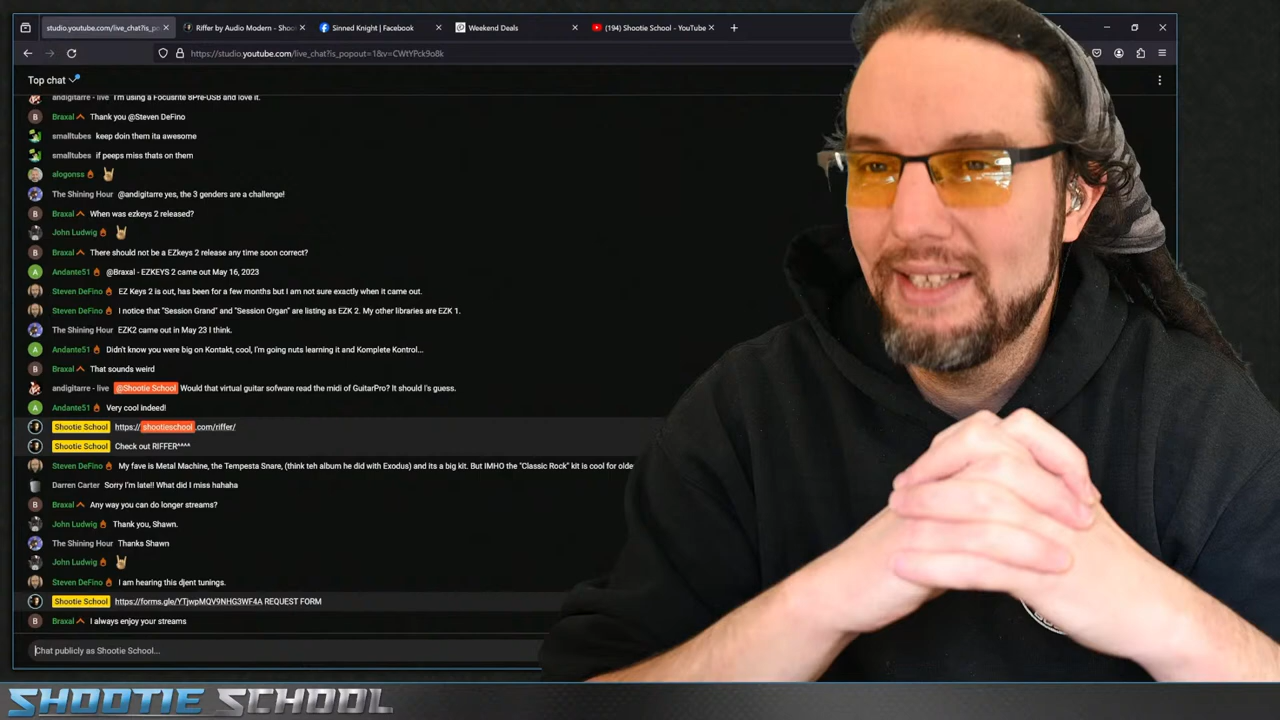 studio.youtube.com/live_chat?is_po
Riffer by Audio Modern - Shoo
Sinned Knight | Facebook
Weekend Deals
(194) Shootie School - YouTube
https://studio.youtube.com/live_chat?is_popout=1&v=CWtYPck9o8k
Top chat
andigitarre - live I'm using a Focusrite 8Pre-USB and love it.
B Braxal Thank you @Steven DeFino
smalltubes keep doin them ita awesome
smalltubes if peeps miss thats on them
alogonss
The Shining Hour @andigitarre yes, the 3 genders are a challenge!
B Braxal When was ezkeys 2 released?
John Ludwig
B Braxal There should not be a EZkeys 2 release any time soon correct?
A Andante51 @Braxal - EZKEYS 2 came out May 16, 2023
Steven DeFino EZ Keys 2 is out, has been for a few months but I am not sure exactly when it came out.
Steven DeFino I notice that "Session Grand" and "Session Organ" are listing as EZK 2. My other libraries are EZK 1.
The Shining Hour EZK2 came out in May 23 I think.
A Andante51 Didn't know you were big on Kontakt, cool, I'm going nuts learning it and Komplete Kontrol...
B Braxal That sounds weird
andigitarre - live @Shootie School Would that virtual guitar sofware read the midi of GuitarPro? It should I's guess.
A Andante51 Very cool indeed!
Shootie School https://shootieschool.com/riffer/
Shootie School Check out RIFFER^^^^
Steven DeFino My fave is Metal Machine, the Tempesta Snare, (think teh album he did with Exodus) and its a big kit. But IMHO the "Classic Rock" kit is cool for olde
Darren Carter Sorry I'm late!! What did I miss hahaha
B Braxal Any way you can do longer streams?
John Ludwig Thank you, Shawn.
The Shining Hour Thanks Shawn
John Ludwig
Steven DeFino I am hearing this djent tunings.
Shootie School https://forms.gle/YTjwpMQV9NHG3WF4A REQUEST FORM
B Braxal I always enjoy your streams
Chat publicly as Shootie School...
SHOOTIE SCHOOL